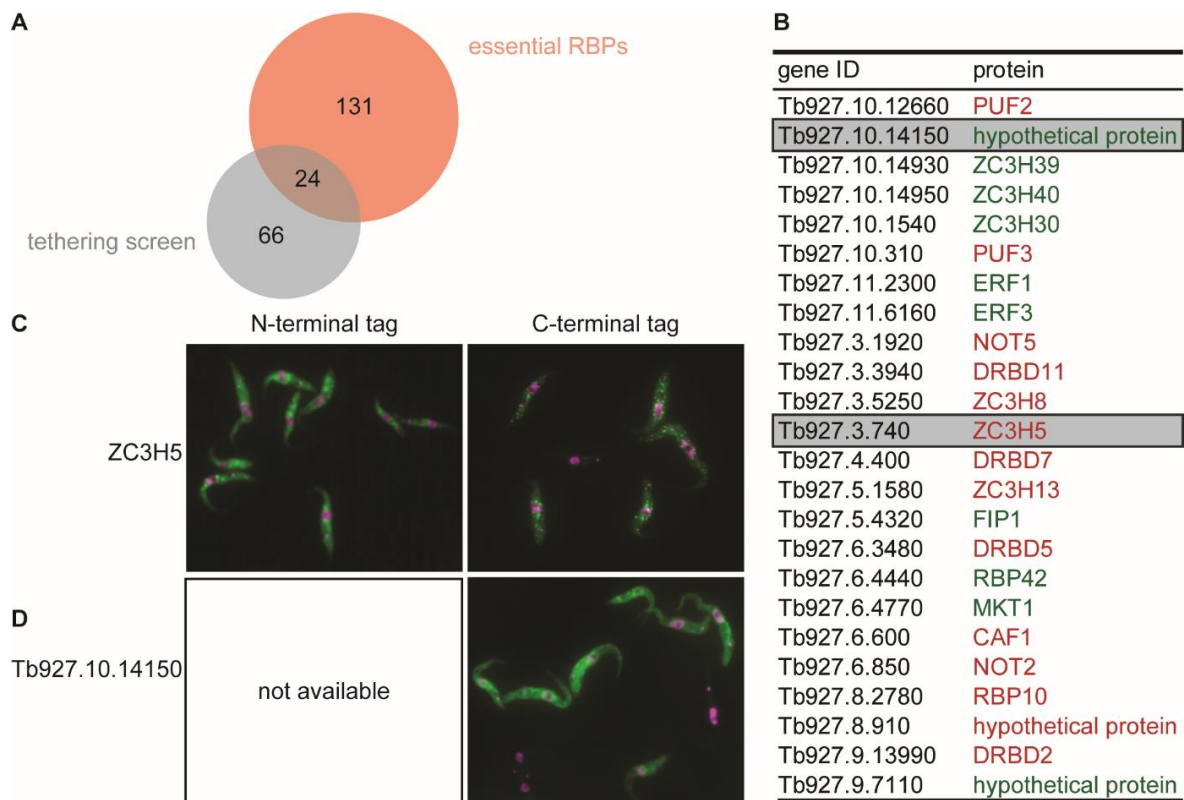 A
essential RBPs
131
24
66
tethering screen
B
gene ID protein
Tb927.10.12660 PUF2
Tb927.10.14150 hypothetical protein
Tb927.10.14930 ZC3H39
Tb927.10.14950 ZC3H40
Tb927.10.1540 ZC3H30
Tb927.10.310 PUF3
Tb927.11.2300 ERF1
Tb927.11.6160 ERF3
Tb927.3.1920 NOT5
Tb927.3.3940 DRBD11
Tb927.3.5250 ZC3H8
Tb927.3.740 ZC3H5
Tb927.4.400 DRBD7
Tb927.5.1580 ZC3H13
Tb927.5.4320 FIP1
Tb927.6.3480 DRBD5
Tb927.6.4440 RBP42
Tb927.6.4770 MKT1
Tb927.6.600 CAF1
Tb927.6.850 NOT2
Tb927.8.2780 RBP10
Tb927.8.910 hypothetical protein
Tb927.9.13990 DRBD2
Tb927.9.7110 hypothetical protein
C
N-terminal tag
C-terminal tag
ZC3H5
D
Tb927.10.14150
not available